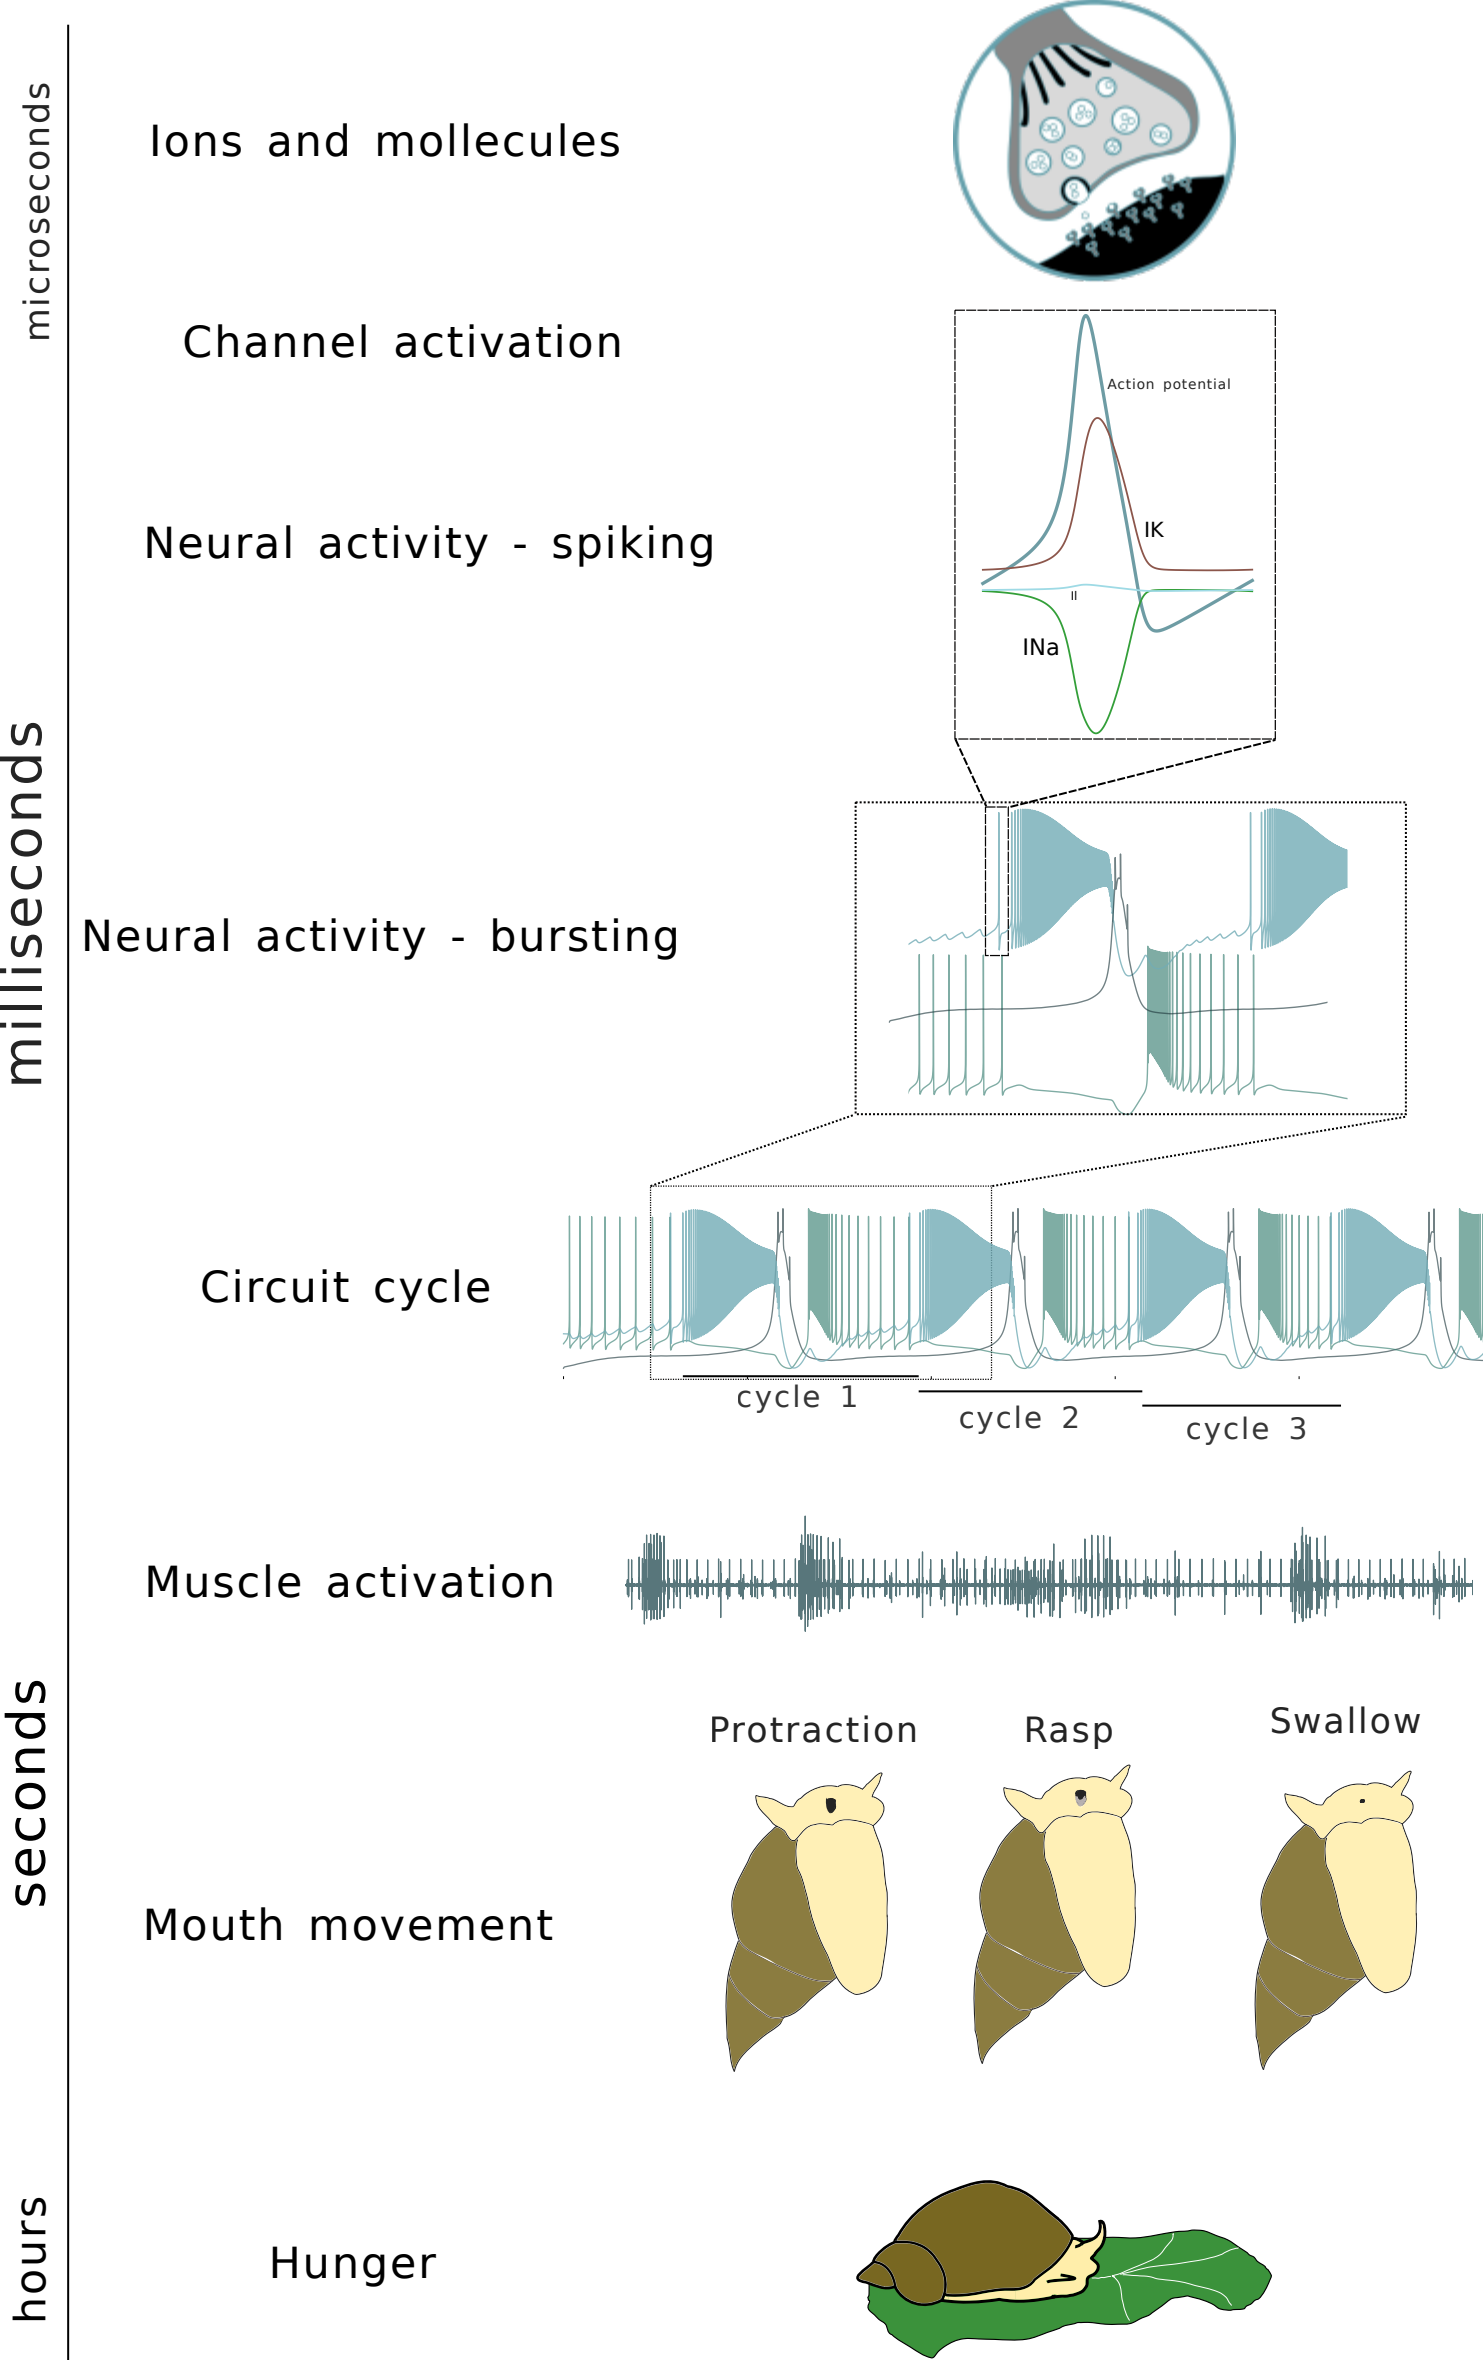 microseconds
Ions and mollecules
Channel activation
Action potential
Neural activity - spiking
IK
II
INa
milliseconds
Neural activity - bursting
Circuit cycle
cycle 1
cycle 2
cycle 3
Muscle activation
seconds
Protraction
Rasp
Swallow
Mouth movement
hours
Hunger